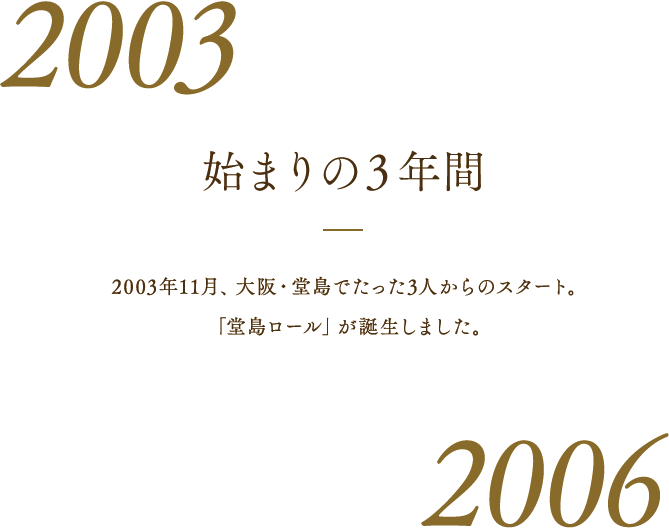 2003
始まりの3年間
2003年11月、大阪・堂島でたった3人からのスタート。
「堂島ロール」が誕生しました。
2006